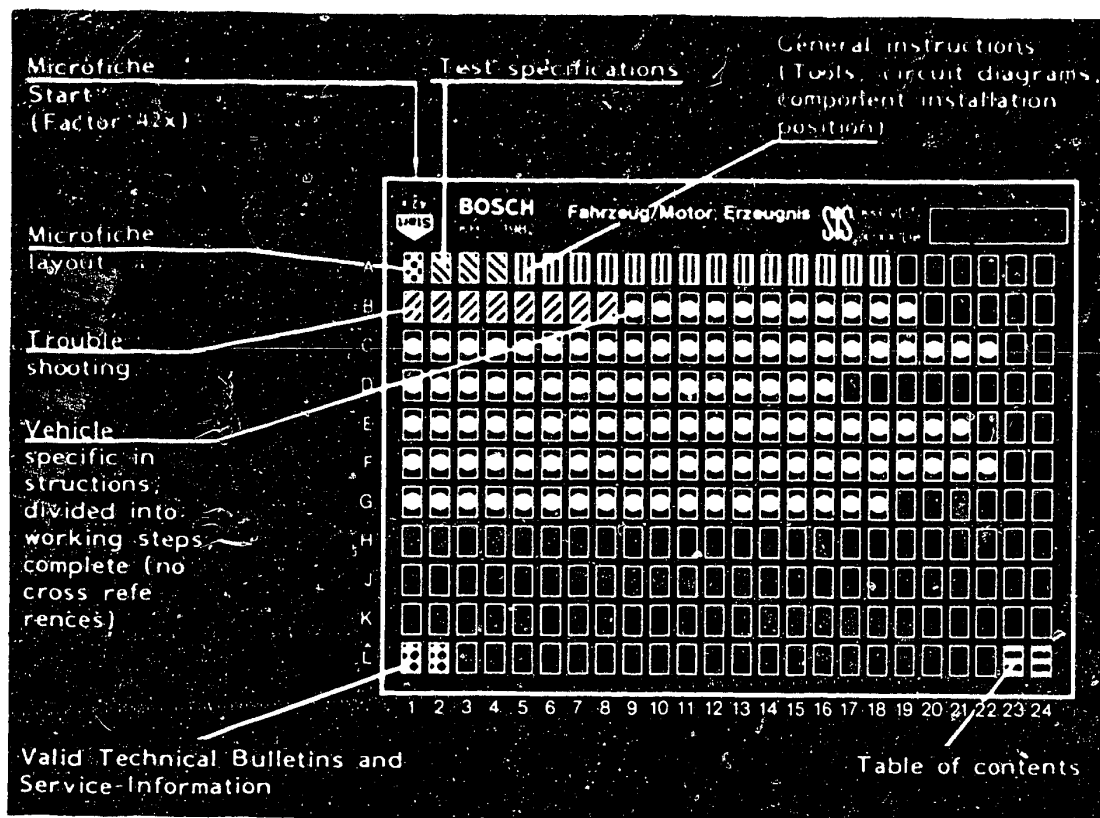 Microfiche
Start
(Factor 42x)
Test specifications
General instructions
(Tools, circuit diagrams,
component installation
position)
42x
Start
BOSCH
1982
Fahrzeug/Motor Erzeugnis
SIS
Microfiche
layout
Trouble
shooting
Vehicle
specific in
structions,
divided into
working steps
complete (no
cross refe
rences)
A
B
C
D
E
F
G
H
J
K
L
1 2 3 4 5 6 7 8 9 10 11 12 13 14 15 16 17 18 19 20 21 22 23 24
Valid Technical Bulletins and
Service-Information
Table of contents